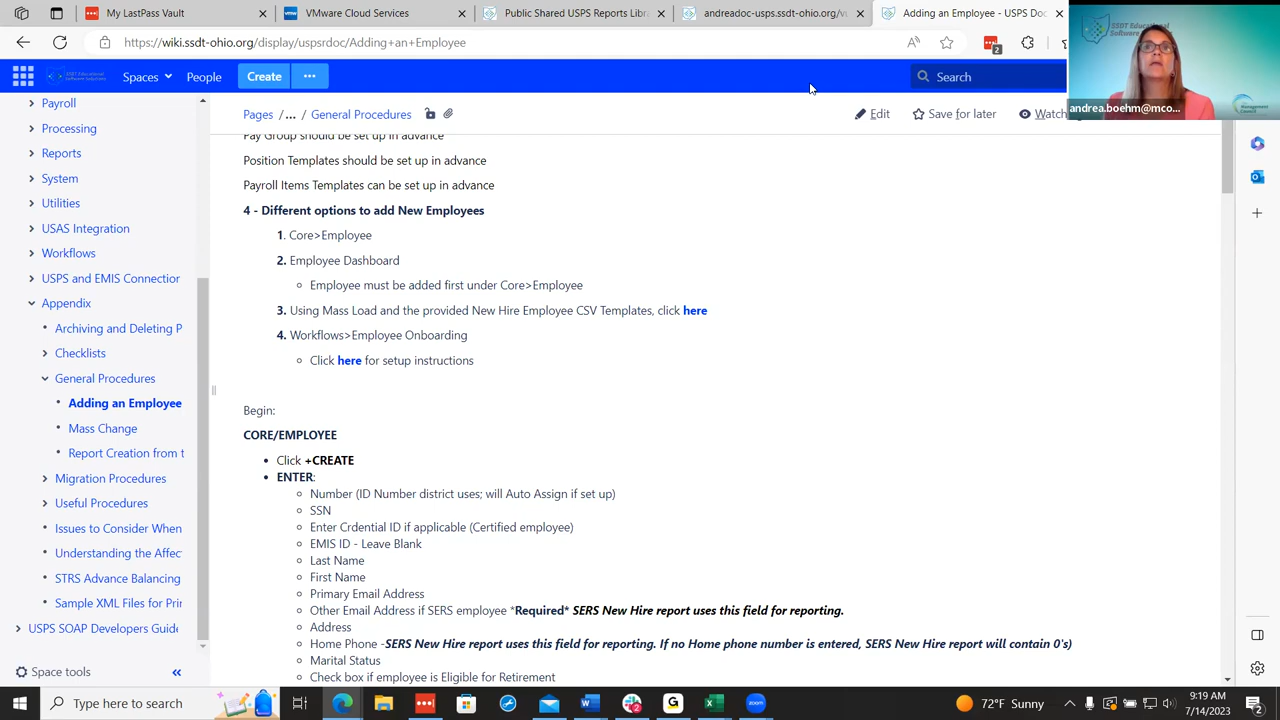 My LastPass Vault
VMware Cloud Services
Public Shared USPS Reports Libra
andreadoc-usps.ssdt-ohio.org/vu
Adding an Employee - USPS Doc
https://wiki.ssdt-ohio.org/display/uspsrdoc/Adding+an+Employee
2
SSDT Educational
Spaces
People
Create
Search
andrea.boehm@mco...
Management
Council
Pages /... / General Procedures
Edit
Save for later
Watch
Payroll
Processing
Reports
System
Utilities
USAS Integration
Workflows
USPS and EMIS Connection
Appendix
Archiving and Deleting P
Checklists
General Procedures
Adding an Employee
Mass Change
Report Creation from t
Migration Procedures
Useful Procedures
Issues to Consider When
Understanding the Affec
STRS Advance Balancing
Sample XML Files for Prin
USPS SOAP Developers Guide
Space tools
Pay Group should be set up in advance
Position Templates should be set up in advance
Payroll Items Templates can be set up in advance
4 - Different options to add New Employees
1. Core>Employee
2. Employee Dashboard
Employee must be added first under Core>Employee
3. Using Mass Load and the provided New Hire Employee CSV Templates, click here
4. Workflows>Employee Onboarding
Click here for setup instructions
Begin:
CORE/EMPLOYEE
Click +CREATE
ENTER:
Number (ID Number district uses; will Auto Assign if set up)
SSN
Enter Crdential ID if applicable (Certified employee)
EMIS ID - Leave Blank
Last Name
First Name
Primary Email Address
Other Email Address if SERS employee *Required* SERS New Hire report uses this field for reporting.
Address
Home Phone -SERS New Hire report uses this field for reporting. If no Home phone number is entered, SERS New Hire report will contain 0's)
Marital Status
Check box if employee is Eligible for Retirement
Type here to search
72°F Sunny
9:19 AM
7/14/2023
2